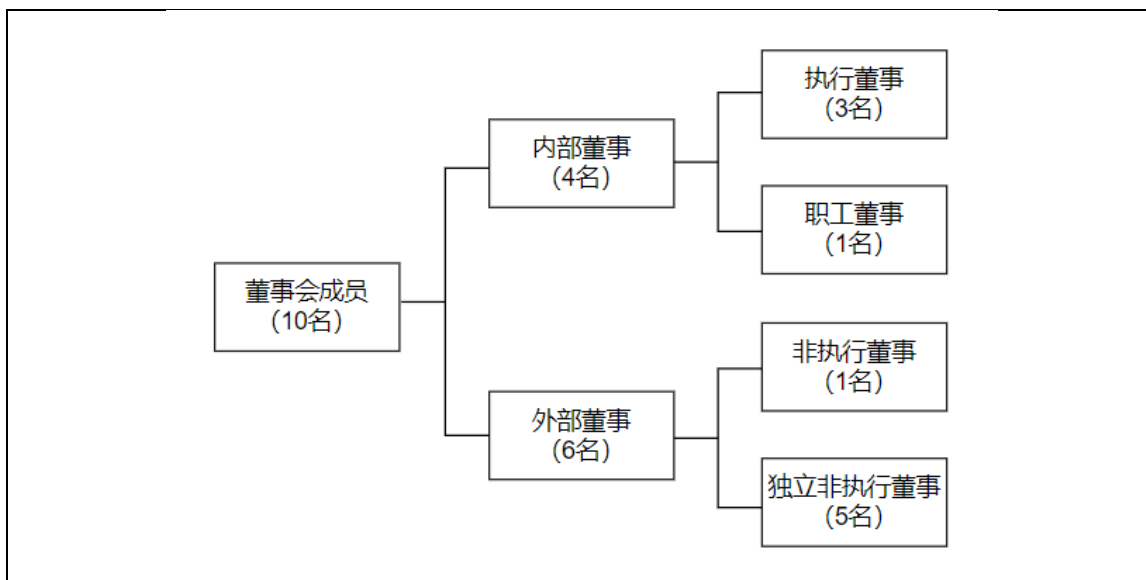 执行董事
（3名）
内部董事
（4名）
职工董事
（1名）
董事会成员
（10名）
非执行董事
（1名）
外部董事
（6名）
独立非执行董事
（5名）